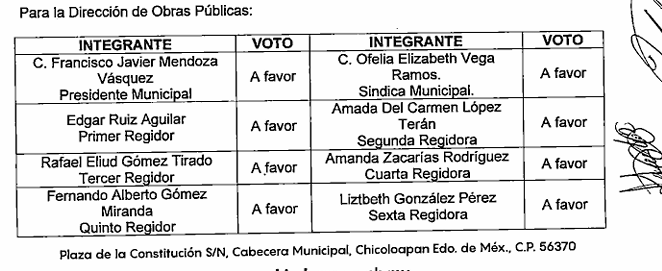 Para la Dirección de Obras Públicas:
INTEGRANTE VOTO INTEGRANTE VOTO
C. Francisco Javier Mendoza Vásquez Presidente Municipal A favor C. Ofelia Elizabeth Vega Ramos. Sindica Municipal. A favor
Edgar Ruiz Aguilar Primer Regidor A favor Amada Del Carmen López Terán Segunda Regidora A favor
Rafael Eliud Gómez Tirado Tercer Regidor A favor Amanda Zacarías Rodríguez Cuarta Regidora A favor
Fernando Alberto Gómez Miranda Quinto Regidor A favor Liztbeth González Pérez Sexta Regidora A favor
Plaza de la Constitución S/N, Cabecera Municipal, Chicoloapan Edo. de Méx., C.P. 56370